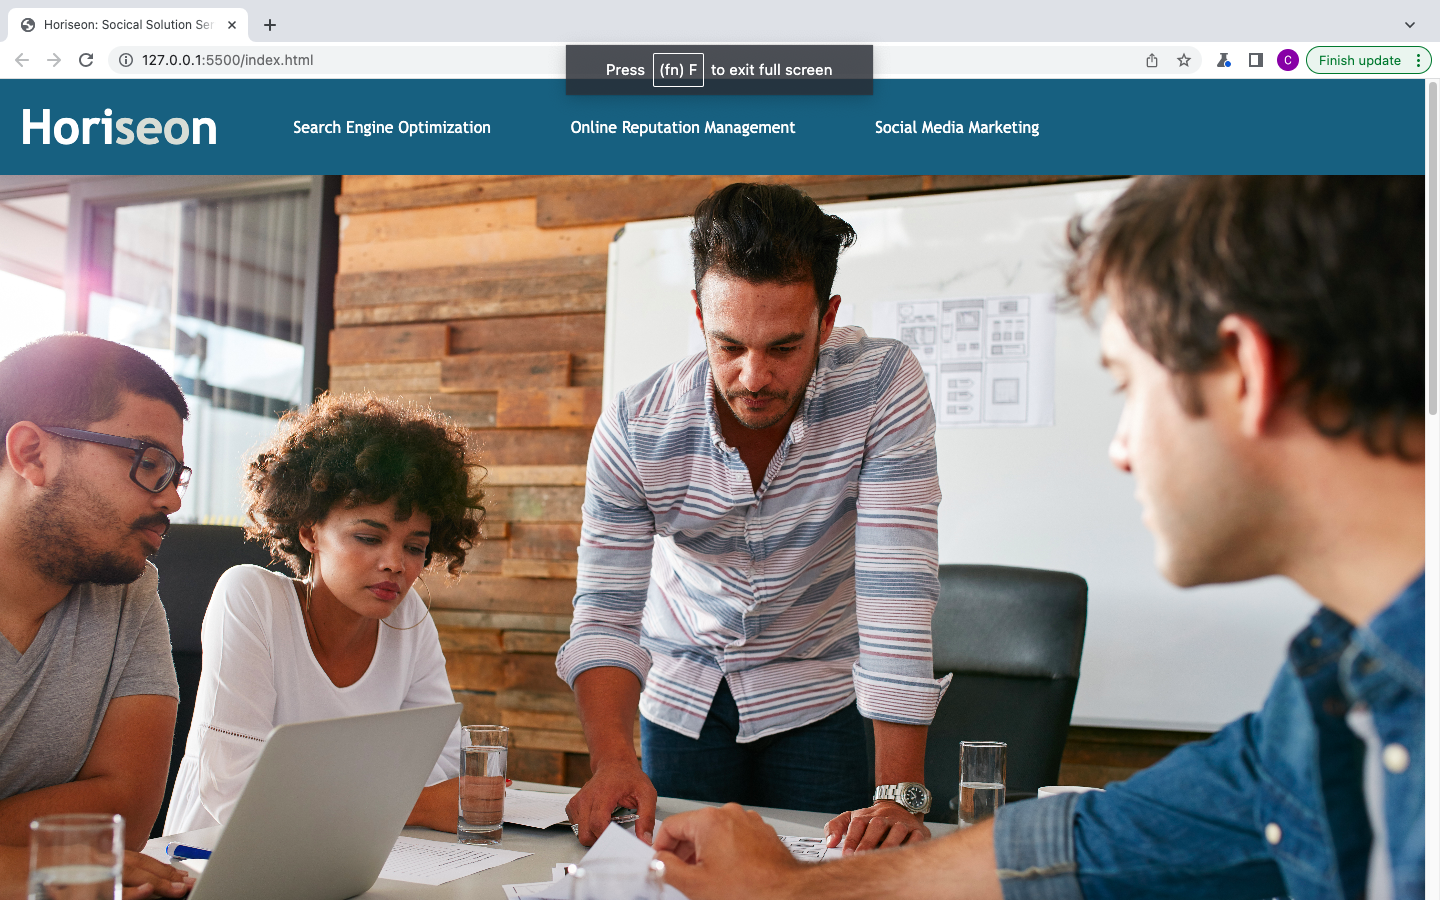 Horiseon: Socical Solution Ser
127.0.0.1:5500/index.html
Press (fn) F to exit full screen
C
Finish update
Horiseon
Search Engine Optimization
Online Reputation Management
Social Media Marketing